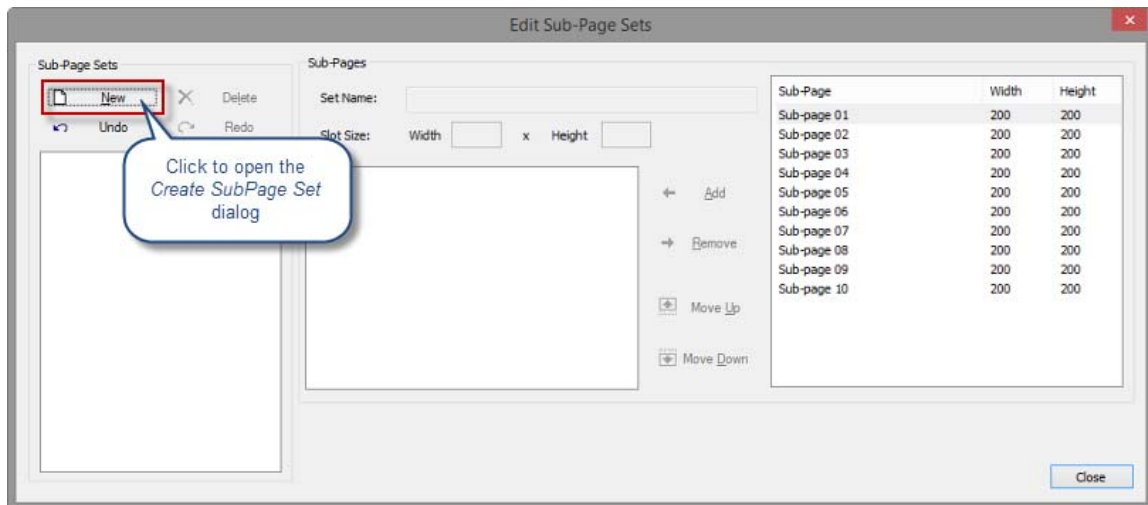 Edit Sub-Page Sets
Sub-Page Sets
New
Delete
Undo
Redo
Click to open the
Create SubPage Set
dialog
Sub-Pages
Set Name:
Slot Size: Width x Height
Add
Remove
Move Up
Move Down
Sub-Page Width Height
Sub-page 01 200 200
Sub-page 02 200 200
Sub-page 03 200 200
Sub-page 04 200 200
Sub-page 05 200 200
Sub-page 06 200 200
Sub-page 07 200 200
Sub-page 08 200 200
Sub-page 09 200 200
Sub-page 10 200 200
Close